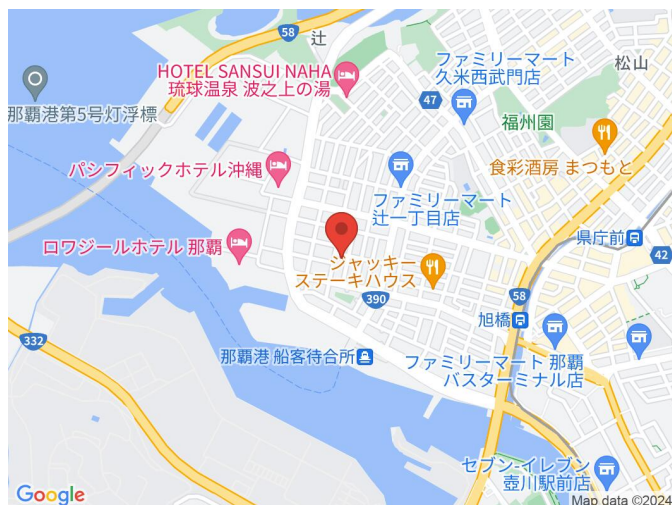 58
辻
ファミリーマート
久米西武門店
松山
HOTEL SANSUI NAHA
琉球温泉 波之上の湯
那覇港第5号灯浮標
47
福州園
食彩酒房 まつもと
パシフィックホテル沖縄
ファミリーマート
辻一丁目店
ロワジールホテル 那覇
県庁前
42
ジャッキー
ステーキハウス
390
58
旭橋
332
那覇港 船客待合所
ファミリーマート 那覇
バスターミナル店
セブン-イレブン
壺川駅前店
Google
Map data ©2024